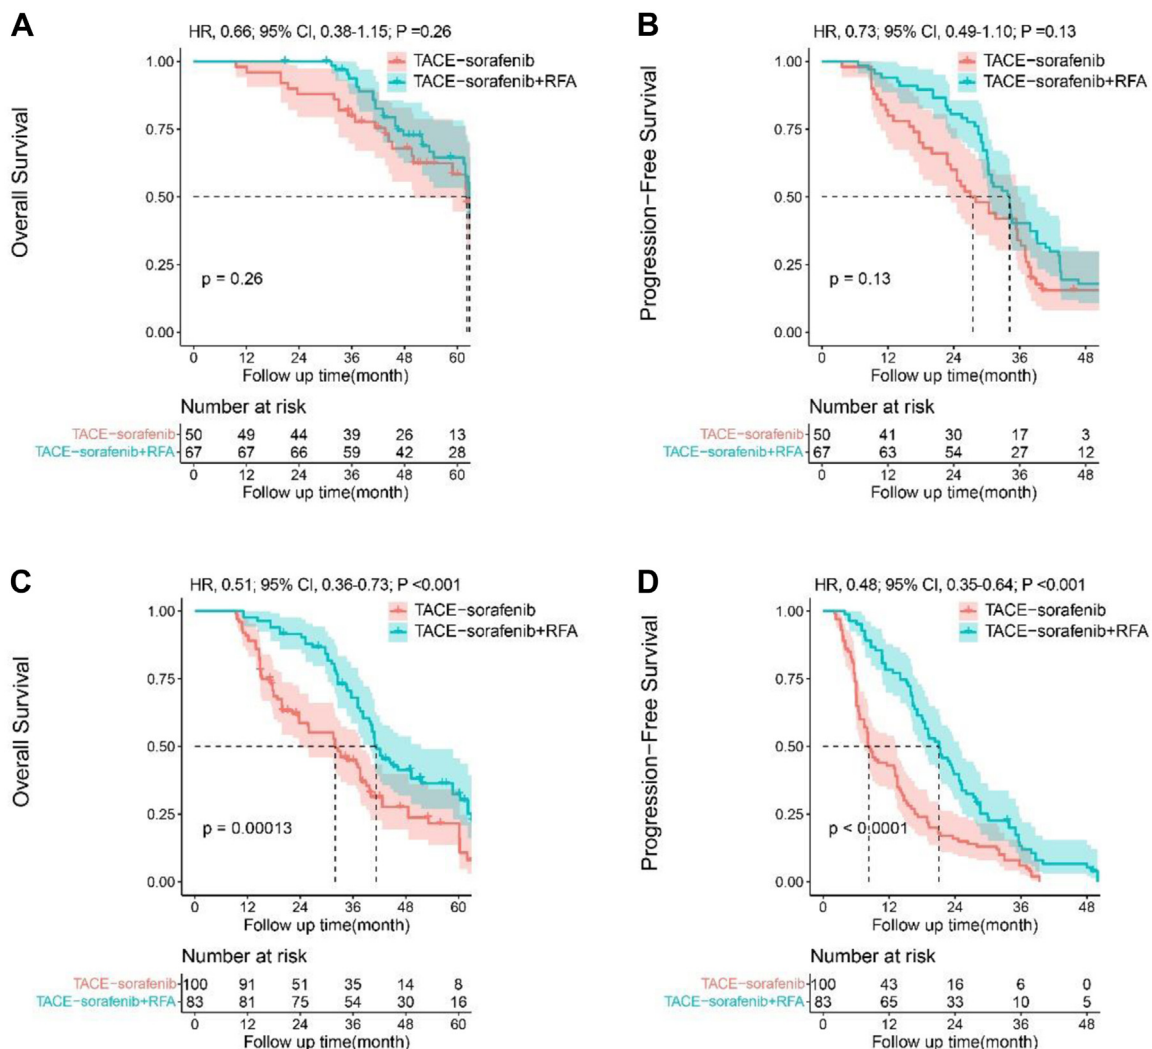 A
HR, 0.66; 95% CI, 0.38-1.15; P =0.26
Overall Survival
1.00
0.75
0.50
0.25
0.00
TACE-sorafenib
TACE-sorafenib+RFA
p = 0.26
0 12 24 36 48 60
Follow up time(month)
Number at risk
TACE-sorafenib 50 49 44 39 26 13
TACE-sorafenib+RFA 67 67 66 59 42 28
0 12 24 36 48 60
Follow up time(month)
B
HR, 0.73; 95% CI, 0.49-1.10; P =0.13
Progression-Free Survival
1.00
0.75
0.50
0.25
0.00
TACE-sorafenib
TACE-sorafenib+RFA
p = 0.13
0 12 24 36 48
Follow up time(month)
Number at risk
TACE-sorafenib 50 41 30 17 3
TACE-sorafenib+RFA 67 63 54 27 12
0 12 24 36 48
Follow up time(month)
C
HR, 0.51; 95% CI, 0.36-0.73; P <0.001
Overall Survival
1.00
0.75
0.50
0.25
0.00
TACE-sorafenib
TACE-sorafenib+RFA
p = 0.00013
0 12 24 36 48 60
Follow up time(month)
Number at risk
TACE-sorafenib 100 91 51 35 14 8
TACE-sorafenib+RFA 83 81 75 54 30 16
0 12 24 36 48 60
Follow up time(month)
D
HR, 0.48; 95% CI, 0.35-0.64; P <0.001
Progression-Free Survival
1.00
0.75
0.50
0.25
0.00
TACE-sorafenib
TACE-sorafenib+RFA
p < 0.0001
0 12 24 36 48
Follow up time(month)
Number at risk
TACE-sorafenib 100 43 16 6 0
TACE-sorafenib+RFA 83 65 33 10 5
0 12 24 36 48
Follow up time(month)